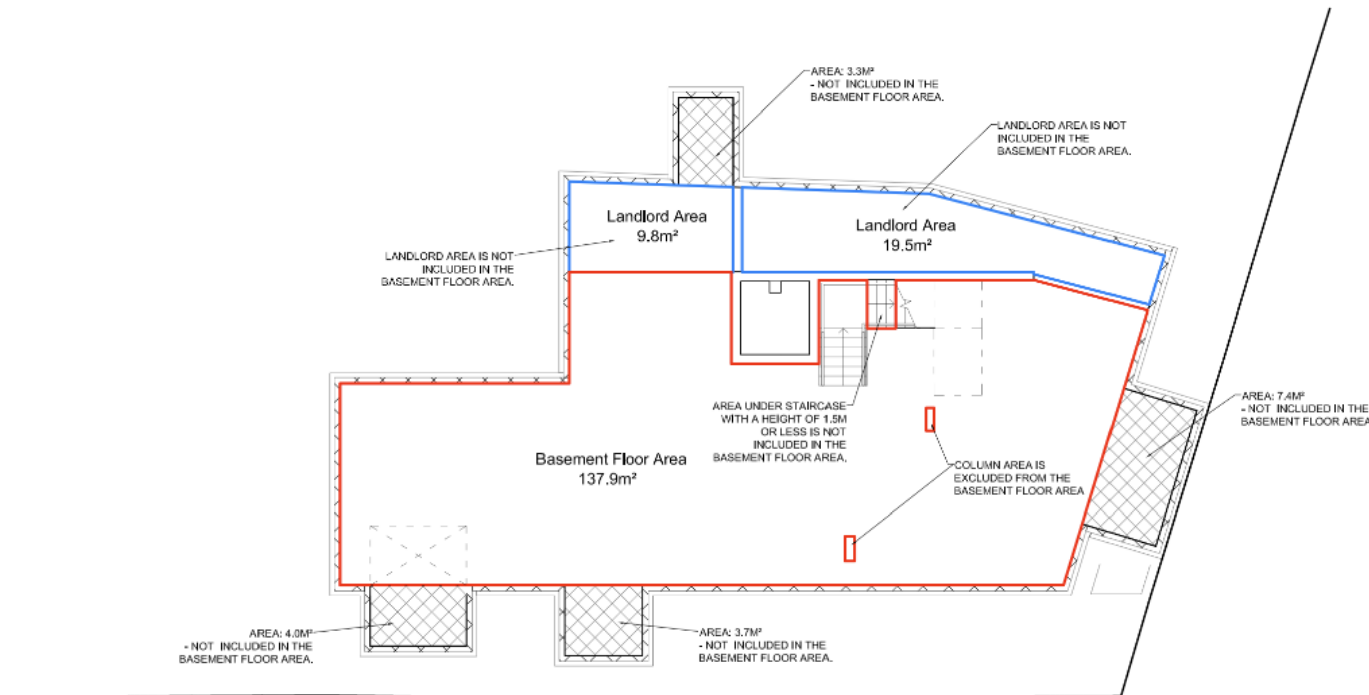 AREA: 3.3M²
- NOT INCLUDED IN THE
BASEMENT FLOOR AREA.
LANDLORD AREA IS NOT
INCLUDED IN THE
BASEMENT FLOOR AREA.
Landlord Area
9.8m²
Landlord Area
19.5m²
LANDLORD AREA IS NOT
INCLUDED IN THE
BASEMENT FLOOR AREA.
AREA: 7.4M²
- NOT INCLUDED IN THE
BASEMENT FLOOR AREA
AREA UNDER STAIRCASE
WITH A HEIGHT OF 1.5M
OR LESS IS NOT
INCLUDED IN THE
BASEMENT FLOOR AREA.
Basement Floor Area
137.9m²
COLUMN AREA IS
EXCLUDED FROM THE
BASEMENT FLOOR AREA
AREA: 4.0M²
- NOT INCLUDED IN THE
BASEMENT FLOOR AREA.
AREA: 3.7M²
- NOT INCLUDED IN THE
BASEMENT FLOOR AREA.